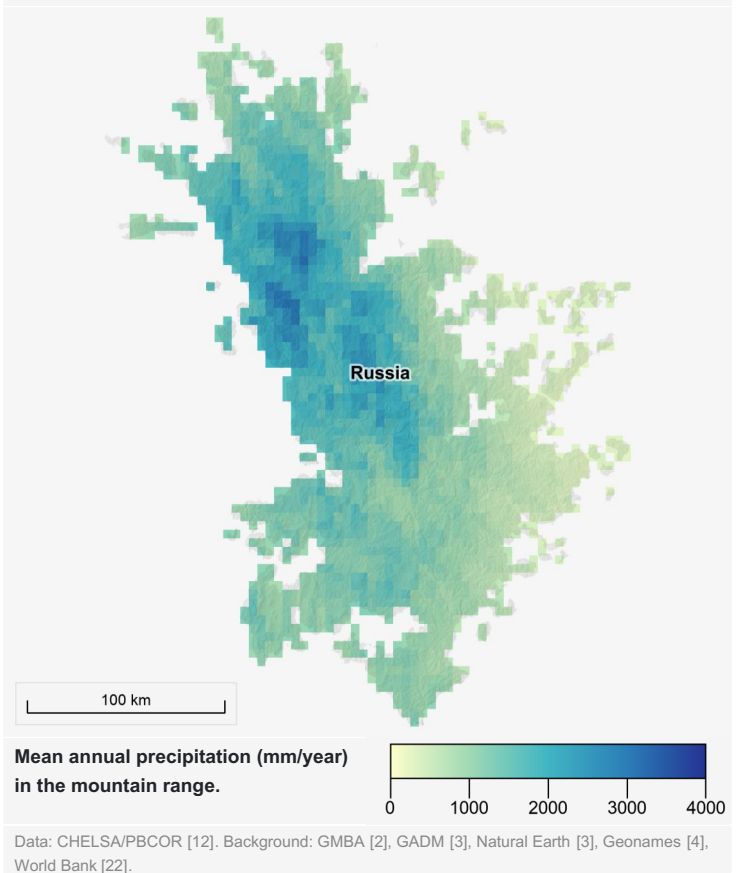 Russia
100 km
Mean annual precipitation (mm/year)
in the mountain range.
0 1000 2000 3000 4000
Data: CHELSA/PBCOR [12]. Background: GMBA [2], GADM [3], Natural Earth [3], Geonames [4],
World Bank [22].